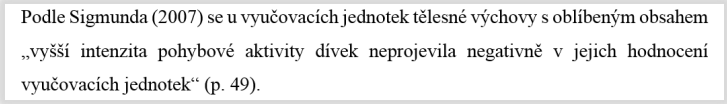 Podle Sigmunda (2007) se u vyučovacích jednotek tělesné výchovy s oblíbeným obsahem
„vyšší intenzita pohybové aktivity dívek neprojevila negativně v jejich hodnocení
vyučovacích jednotek“ (p. 49).